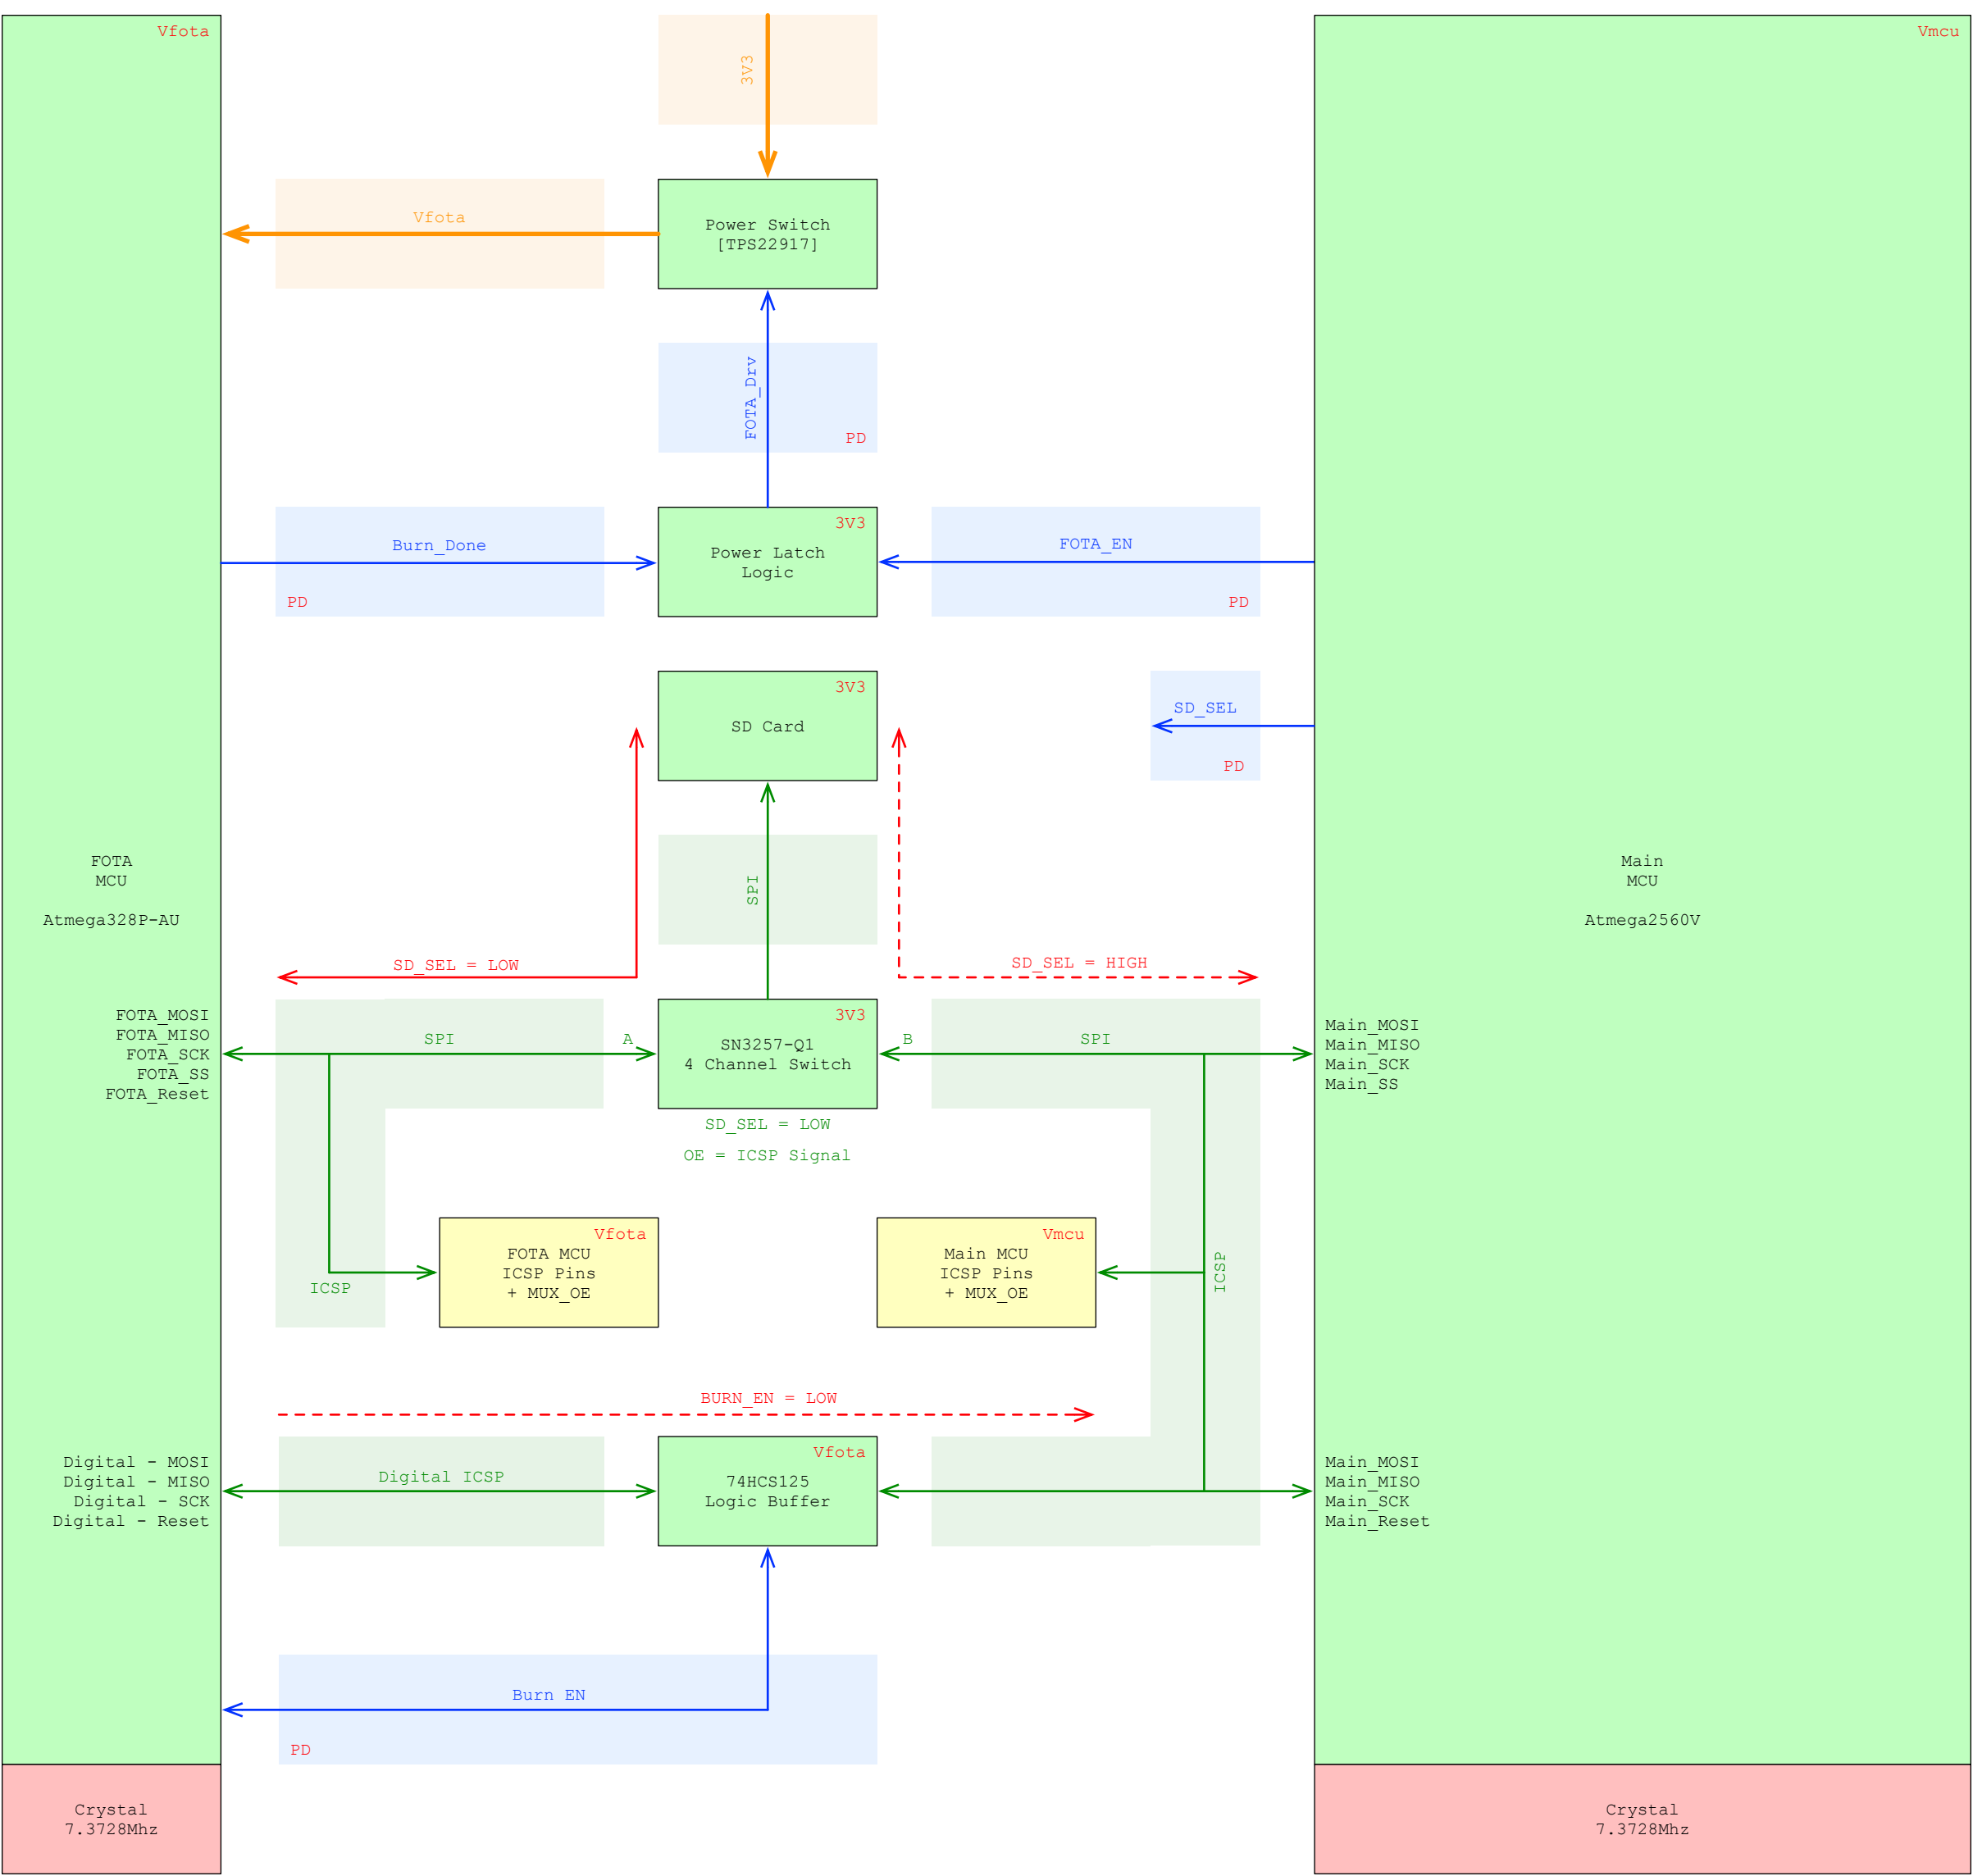 Vfota
Vmcu
3V3
Vfota
Power Switch
[TPS22917]
FOTA_Drv
PD
Burn_Done
PD
3V3
Power Latch
Logic
FOTA_EN
PD
3V3
SD Card
SD_SEL
PD
FOTA
MCU
Atmega328P-AU
Main
MCU
Atmega2560V
SPI
SD_SEL = LOW
SD_SEL = HIGH
FOTA_MOSI
FOTA_MISO
FOTA_SCK
FOTA_SS
FOTA_Reset
SPI
A
3V3
SN3257-Q1
4 Channel Switch
B
SPI
Main_MOSI
Main_MISO
Main_SCK
Main_SS
SD_SEL = LOW
OE = ICSP Signal
Vfota
FOTA MCU
ICSP Pins
+ MUX_OE
ICSP
Vmcu
Main MCU
ICSP Pins
+ MUX_OE
ICSP
BURN_EN = LOW
Digital - MOSI
Digital - MISO
Digital - SCK
Digital - Reset
Digital ICSP
Vfota
74HCS125
Logic Buffer
Main_MOSI
Main_MISO
Main_SCK
Main_Reset
Burn EN
PD
Crystal
7.3728Mhz
Crystal
7.3728Mhz